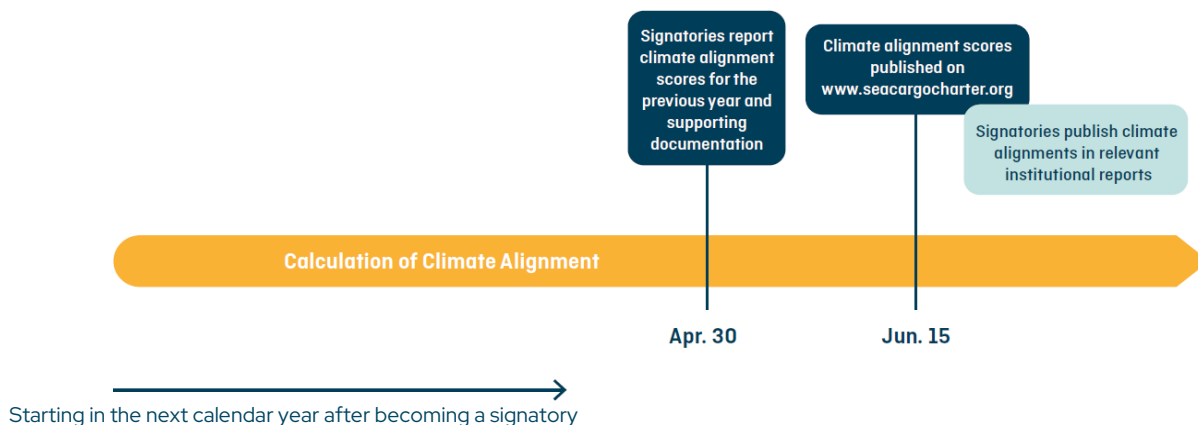 Signatories report
climate alignment
scores for the
previous year and
supporting
documentation
Climate alignment scores
published on
www.seacargocharter.org
Signatories publish climate
alignments in relevant
institutional reports
Calculation of Climate Alignment
Apr. 30
Jun. 15
Starting in the next calendar year after becoming a signatory